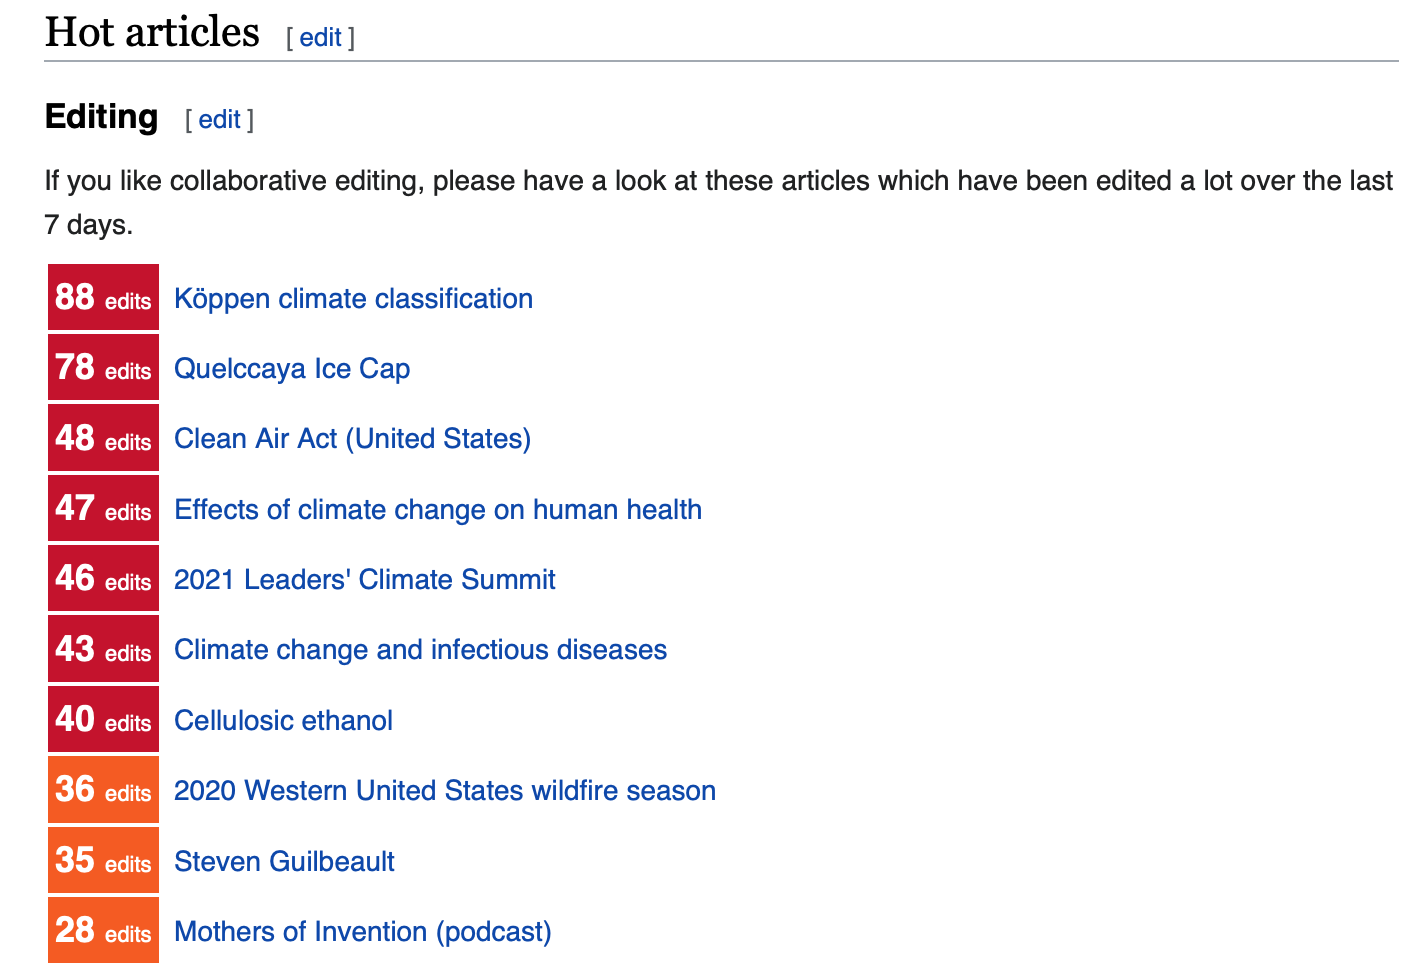 Hot articles [ edit ]
Editing [ edit ]
If you like collaborative editing, please have a look at these articles which have been edited a lot over the last
7 days.
88 edits Köppen climate classification
78 edits Quelccaya Ice Cap
48 edits Clean Air Act (United States)
47 edits Effects of climate change on human health
46 edits 2021 Leaders' Climate Summit
43 edits Climate change and infectious diseases
40 edits Cellulosic ethanol
36 edits 2020 Western United States wildfire season
35 edits Steven Guilbeault
28 edits Mothers of Invention (podcast)